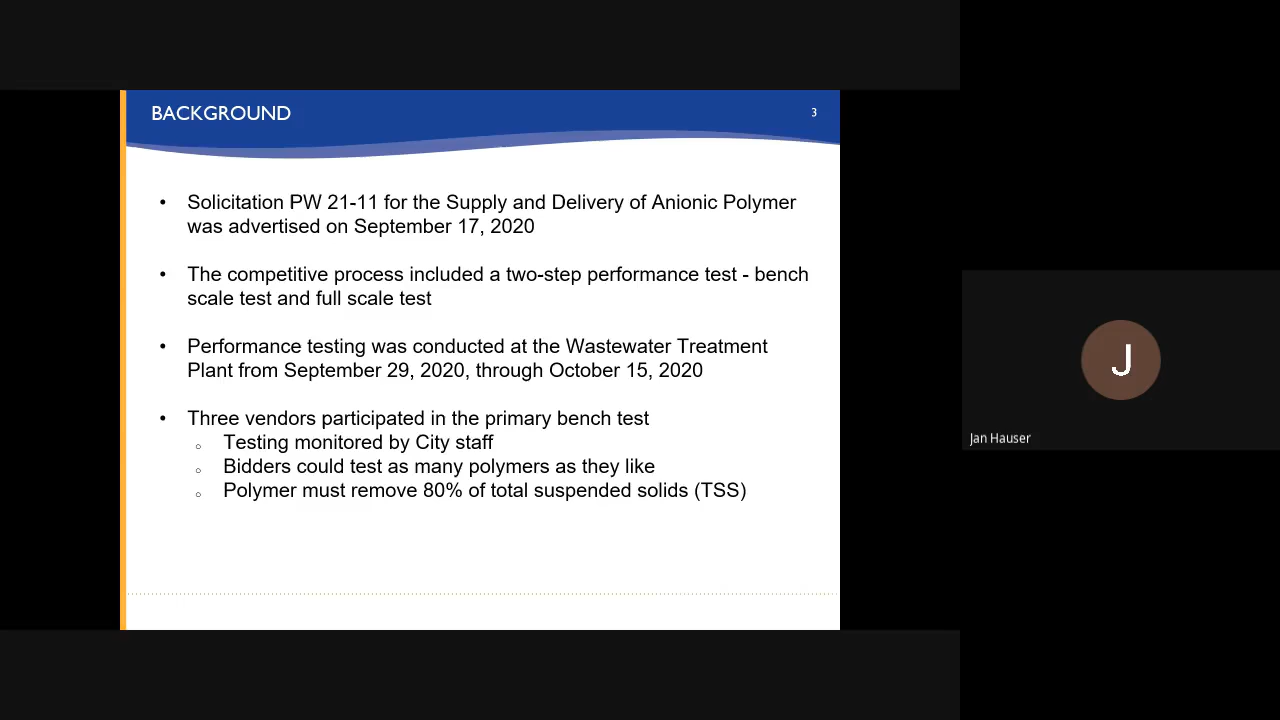 BACKGROUND
3
• Solicitation PW 21-11 for the Supply and Delivery of Anionic Polymer
was advertised on September 17, 2020
• The competitive process included a two-step performance test - bench
scale test and full scale test
• Performance testing was conducted at the Wastewater Treatment
Plant from September 29, 2020, through October 15, 2020
• Three vendors participated in the primary bench test
○ Testing monitored by City staff
○ Bidders could test as many polymers as they like
○ Polymer must remove 80% of total suspended solids (TSS)
J
Jan Hauser